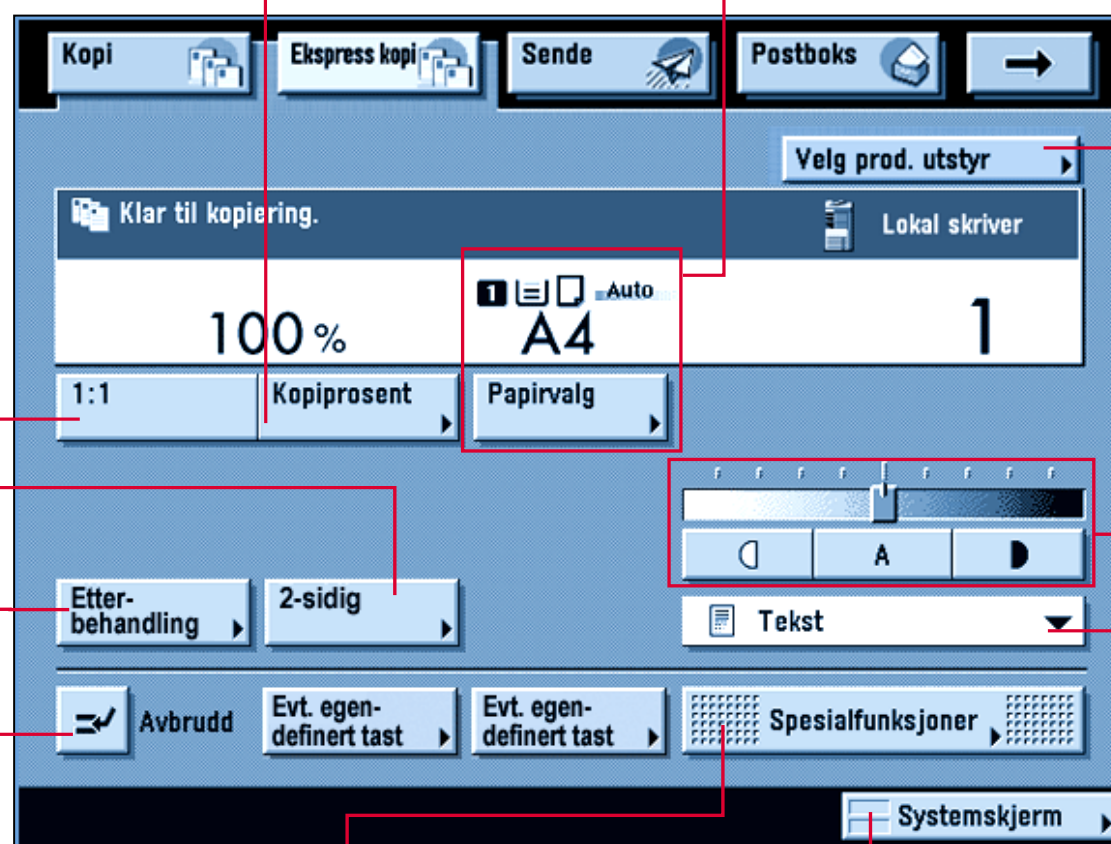 Kopi
Ekspress kopi
Sende
Postboks
Velg prod. utstyr
Klar til kopiering.
Lokal skriver
1
Auto
100 %
A4
1
1:1
Kopiprosent
Papirvalg
A
Etter-
behandling
2-sidig
Tekst
Avbrudd
Evt. egen-
definert tast
Evt. egen-
definert tast
Spesialfunksjoner
Systemskjerm